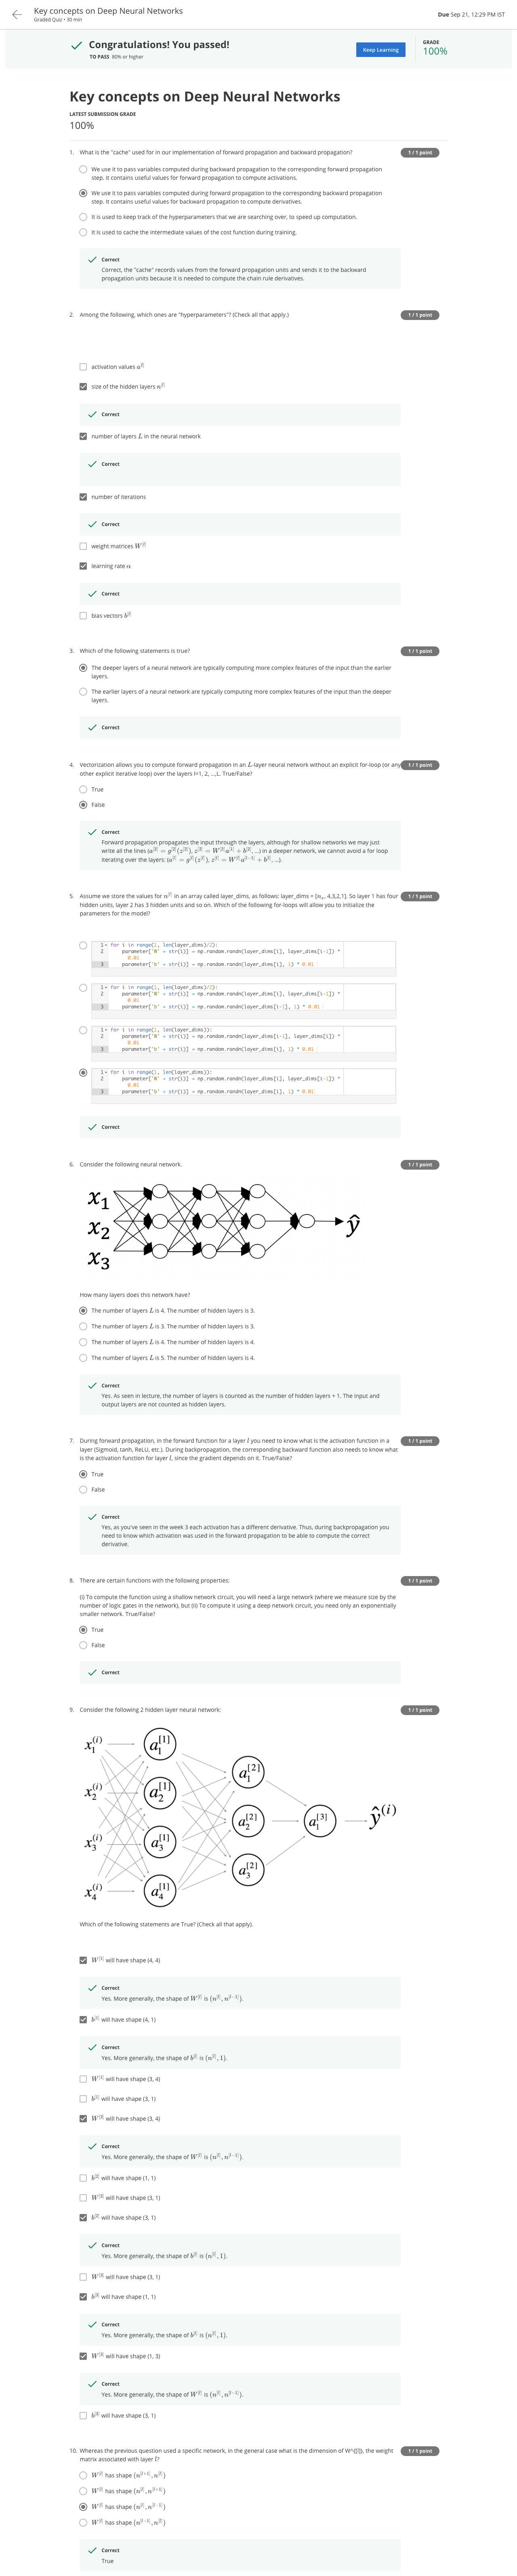 Key concepts on Deep Neural Networks
Graded Quiz • 30 min
Due Sep 21, 12:29 PM IST
Congratulations! You passed!
TO PASS 80% or higher
Keep Learning
GRADE
100%
Key concepts on Deep Neural Networks
LATEST SUBMISSION GRADE
100%
1. What is the "cache" used for in our implementation of forward propagation and backward propagation?
1 / 1 point
We use it to pass variables computed during backward propagation to the corresponding forward propagation
step. It contains useful values for forward propagation to compute activations.
We use it to pass variables computed during forward propagation to the corresponding backward propagation
step. It contains useful values for backward propagation to compute derivatives.
It is used to keep track of the hyperparameters that we are searching over, to speed up computation.
It is used to cache the intermediate values of the cost function during training.
Correct
Correct, the "cache" records values from the forward propagation units and sends it to the backward
propagation units because it is needed to compute the chain rule derivatives.
2. Among the following, which ones are "hyperparameters"? (Check all that apply.)
1 / 1 point
activation values a^[l]
size of the hidden layers n^[l]
Correct
number of layers L in the neural network
Correct
number of iterations
Correct
weight matrices W^[l]
learning rate α
Correct
bias vectors b^[l]
3. Which of the following statements is true?
1 / 1 point
The deeper layers of a neural network are typically computing more complex features of the input than the earlier
layers.
The earlier layers of a neural network are typically computing more complex features of the input than the deeper
layers.
Correct
4. Vectorization allows you to compute forward propagation in an L-layer neural network without an explicit for-loop (or any
1 / 1 point
other explicit iterative loop) over the layers l=1, 2, …,L. True/False?
True
False
Correct
Forward propagation propagates the input through the layers, although for shallow networks we may just
write all the lines (a^[2] = g^[2](z^[2]), z^[2] = W^[2]a^[1] + b^[2], …) in a deeper network, we cannot avoid a for loop
iterating over the layers: (a^[l] = g^[l](z^[l]), z^[l] = W^[l]a^[l−1] + b^[l], …).
5. Assume we store the values for n^[l] in an array called layer_dims, as follows: layer_dims = [n_x, 4,3,2,1]. So layer 1 has four
1 / 1 point
hidden units, layer 2 has 3 hidden units and so on. Which of the following for-loops will allow you to initialize the
parameters for the model?
1 for i in range(1, len(layer_dims)/2):
2 parameter['W' + str(i)] = np.random.randn(layer_dims[i], layer_dims[i-1]) *
0.01
3 parameter['b' + str(i)] = np.random.randn(layer_dims[i], 1) * 0.01
1 for i in range(1, len(layer_dims)/2):
2 parameter['W' + str(i)] = np.random.randn(layer_dims[i], layer_dims[i-1]) *
0.01
3 parameter['b' + str(i)] = np.random.randn(layer_dims[i-1], 1) * 0.01
1 for i in range(1, len(layer_dims)):
2 parameter['W' + str(i)] = np.random.randn(layer_dims[i-1], layer_dims[i]) *
0.01
3 parameter['b' + str(i)] = np.random.randn(layer_dims[i], 1) * 0.01
1 for i in range(1, len(layer_dims)):
2 parameter['W' + str(i)] = np.random.randn(layer_dims[i], layer_dims[i-1]) *
0.01
3 parameter['b' + str(i)] = np.random.randn(layer_dims[i], 1) * 0.01
Correct
6. Consider the following neural network.
1 / 1 point
x1
x2
x3
ŷ
How many layers does this network have?
The number of layers L is 4. The number of hidden layers is 3.
The number of layers L is 3. The number of hidden layers is 3.
The number of layers L is 4. The number of hidden layers is 4.
The number of layers L is 5. The number of hidden layers is 4.
Correct
Yes. As seen in lecture, the number of layers is counted as the number of hidden layers + 1. The input and
output layers are not counted as hidden layers.
7. During forward propagation, in the forward function for a layer l you need to know what is the activation function in a
1 / 1 point
layer (Sigmoid, tanh, ReLU, etc.). During backpropagation, the corresponding backward function also needs to know what
is the activation function for layer l, since the gradient depends on it. True/False?
True
False
Correct
Yes, as you've seen in the week 3 each activation has a different derivative. Thus, during backpropagation you
need to know which activation was used in the forward propagation to be able to compute the correct
derivative.
8. There are certain functions with the following properties:
1 / 1 point
(i) To compute the function using a shallow network circuit, you will need a large network (where we measure size by the
number of logic gates in the network), but (ii) To compute it using a deep network circuit, you need only an exponentially
smaller network. True/False?
True
False
Correct
9. Consider the following 2 hidden layer neural network:
1 / 1 point
x1^(i)
x2^(i)
x3^(i)
x4^(i)
a1^[1]
a2^[1]
a3^[1]
a4^[1]
a1^[2]
a2^[2]
a3^[2]
a1^[3]
ŷ^(i)
Which of the following statements are True? (Check all that apply).
W^[1] will have shape (4, 4)
Correct
Yes. More generally, the shape of W^[l] is (n^[l], n^[l−1]).
b^[1] will have shape (4, 1)
Correct
Yes. More generally, the shape of b^[l] is (n^[l], 1).
W^[1] will have shape (3, 4)
b^[1] will have shape (3, 1)
W^[2] will have shape (3, 4)
Correct
Yes. More generally, the shape of W^[l] is (n^[l], n^[l−1]).
b^[2] will have shape (1, 1)
W^[2] will have shape (3, 1)
b^[2] will have shape (3, 1)
Correct
Yes. More generally, the shape of b^[l] is (n^[l], 1).
W^[3] will have shape (3, 1)
b^[3] will have shape (1, 1)
Correct
Yes. More generally, the shape of b^[l] is (n^[l], 1).
W^[3] will have shape (1, 3)
Correct
Yes. More generally, the shape of W^[l] is (n^[l], n^[l−1]).
b^[3] will have shape (3, 1)
10. Whereas the previous question used a specific network, in the general case what is the dimension of W^{[l]}, the weight
1 / 1 point
matrix associated with layer l?
W^[l] has shape (n^[l+1], n^[l])
W^[l] has shape (n^[l], n^[l+1])
W^[l] has shape (n^[l], n^[l−1])
W^[l] has shape (n^[l−1], n^[l])
Correct
True